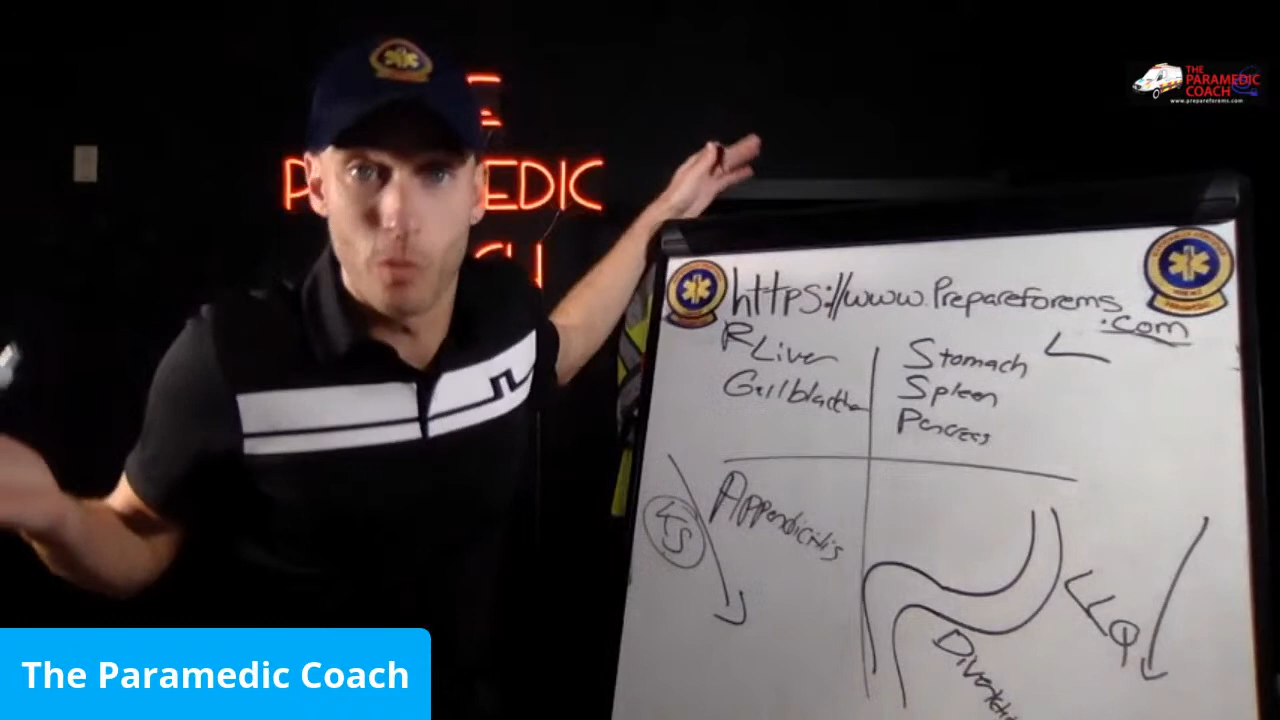 THE
PARAMEDIC
COACH
www.prepareforems.com
E
P EDIC
https://www.Prepareforems
.com
R Liver
Gallbladder
Stomach L
Spleen
Pancreas
Appendicitis
LLQ
The Paramedic Coach